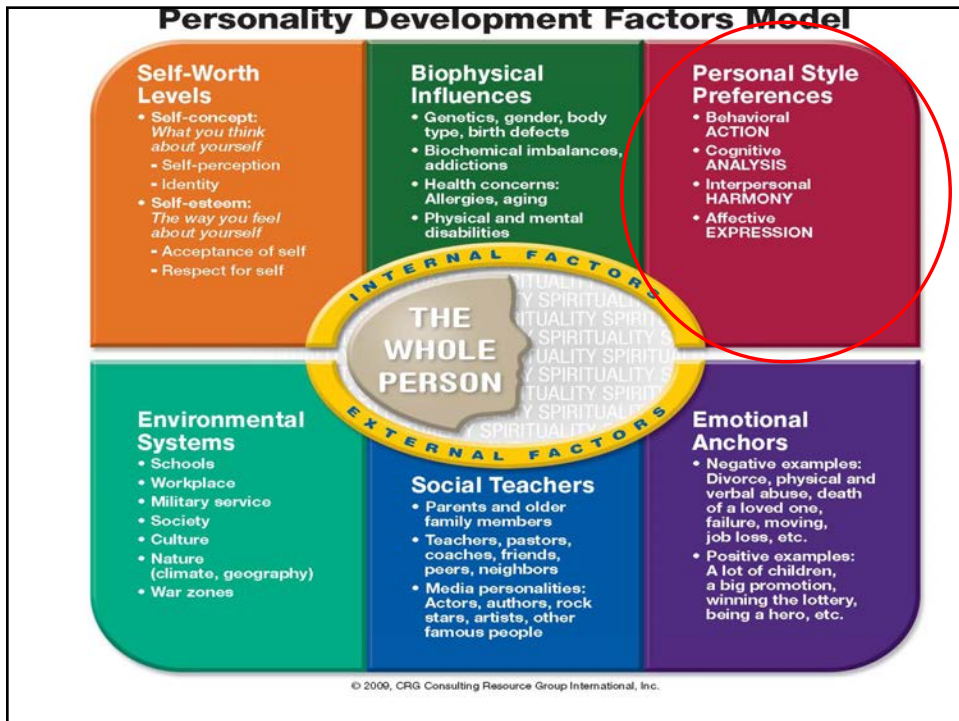 Personality Development Factors Model
Self-Worth
Levels
• Self-concept:
What you think
about yourself
- Self-perception
- Identity
• Self-esteem:
The way you feel
about yourself
- Acceptance of self
- Respect for self
Biophysical
Influences
• Genetics, gender, body
type, birth defects
• Biochemical imbalances,
addictions
• Health concerns:
Allergies, aging
• Physical and mental
disabilities
Personal Style
Preferences
• Behavioral
ACTION
• Cognitive
ANALYSIS
• Interpersonal
HARMONY
• Affective
EXPRESSION
INTERNAL FACTORS
THE
WHOLE
PERSON
SPIRITUALITY
EXTERNAL FACTORS
Environmental
Systems
• Schools
• Workplace
• Military service
• Society
• Culture
• Nature
(climate, geography)
• War zones
Social Teachers
• Parents and older
family members
• Teachers, pastors,
coaches, friends,
peers, neighbors
• Media personalities:
Actors, authors, rock
stars, artists, other
famous people
Emotional
Anchors
• Negative examples:
Divorce, physical and
verbal abuse, death
of a loved one,
failure, moving,
job loss, etc.
• Positive examples:
A lot of children,
a big promotion,
winning the lottery,
being a hero, etc.
© 2009, CRG Consulting Resource Group International, Inc.